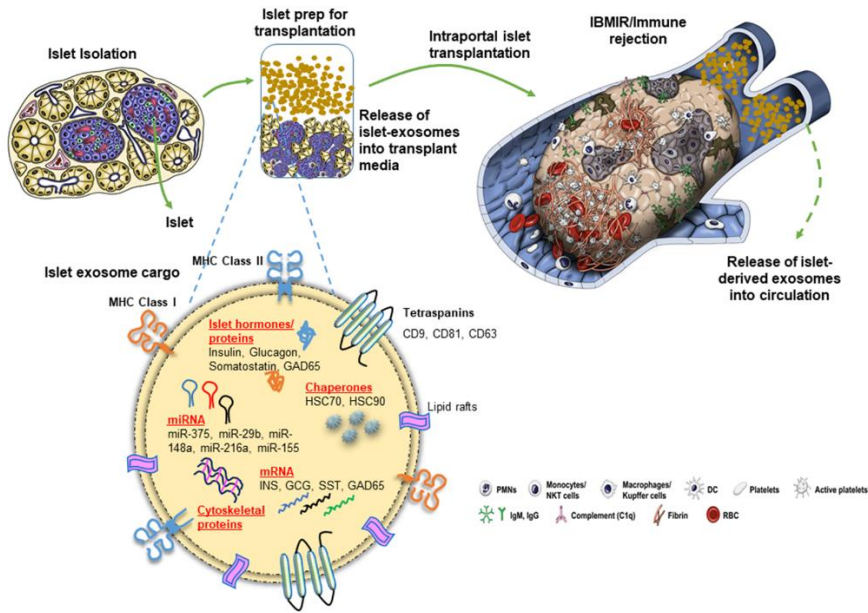 Islet Isolation
Islet
Islet prep for
transplantation
Release of
islet-exosomes
into transplant
media
Intraportal islet
transplantation
IBMIR/Immune
rejection
Release of islet-
derived exosomes
into circulation
Islet exosome cargo
MHC Class II
MHC Class I
Tetraspanins
CD9, CD81, CD63
Islet hormones/
proteins
Insulin, Glucagon,
Somatostatin, GAD65
Chaperones
HSC70, HSC90
Lipid rafts
miRNA
miR-375, miR-29b, miR-
148a, miR-216a, miR-155
mRNA
INS, GCG, SST, GAD65
Cytoskeletal
proteins
PMNs
Monocytes/
NKT cells
Macrophages/
Kupffer cells
DC
Platelets
Active platelets
IgM, IgG
Complement (C1q)
Fibrin
RBC